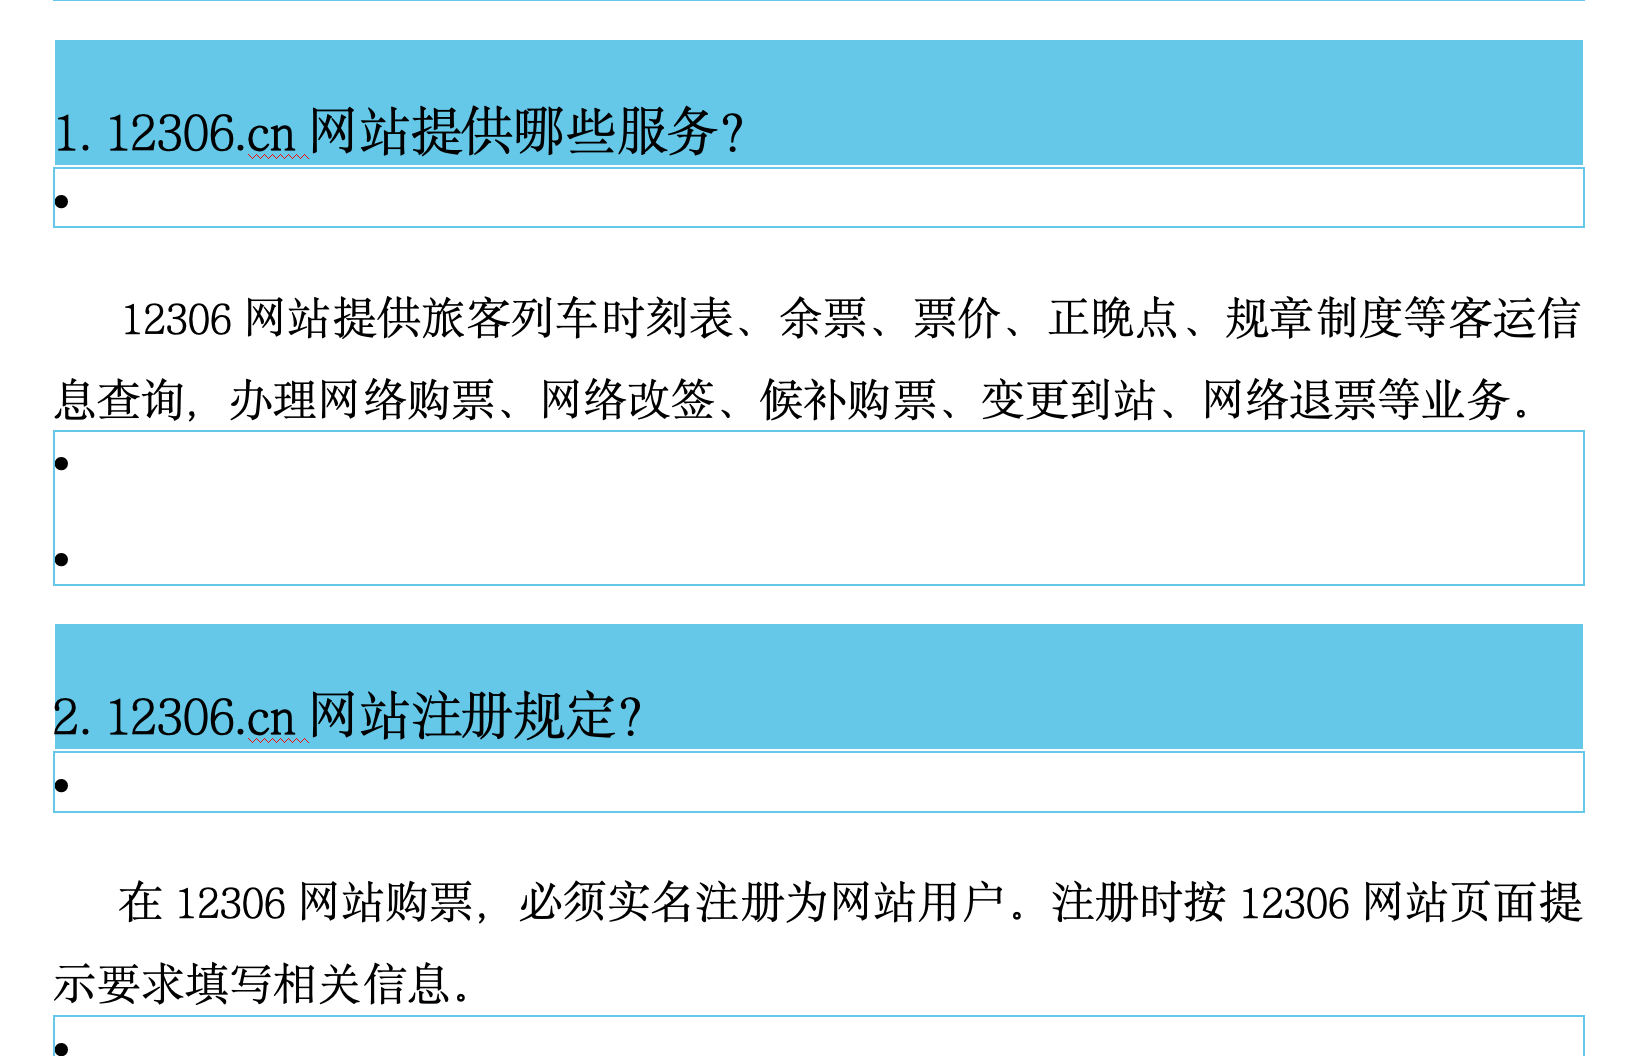 1. 12306.cn 网站提供哪些服务？
•
12306 网站提供旅客列车时刻表、余票、票价、正晚点、规章制度等客运信
息查询，办理网络购票、网络改签、候补购票、变更到站、网络退票等业务。
•
•
2. 12306.cn 网站注册规定？
•
在 12306 网站购票，必须实名注册为网站用户。注册时按 12306 网站页面提
示要求填写相关信息。
•